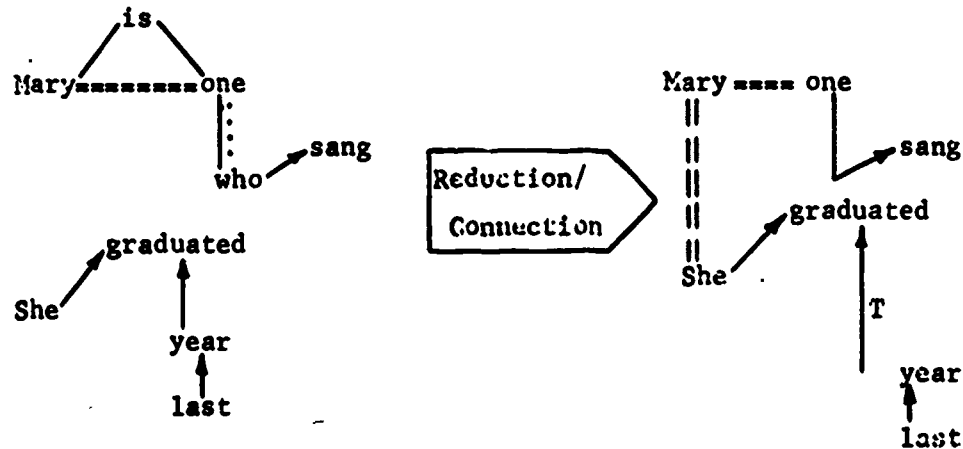 is
Mary one
who sang
graduated
She
year
last
Reduction/
Connection
Mary one
sang
graduated
She
T
year
last